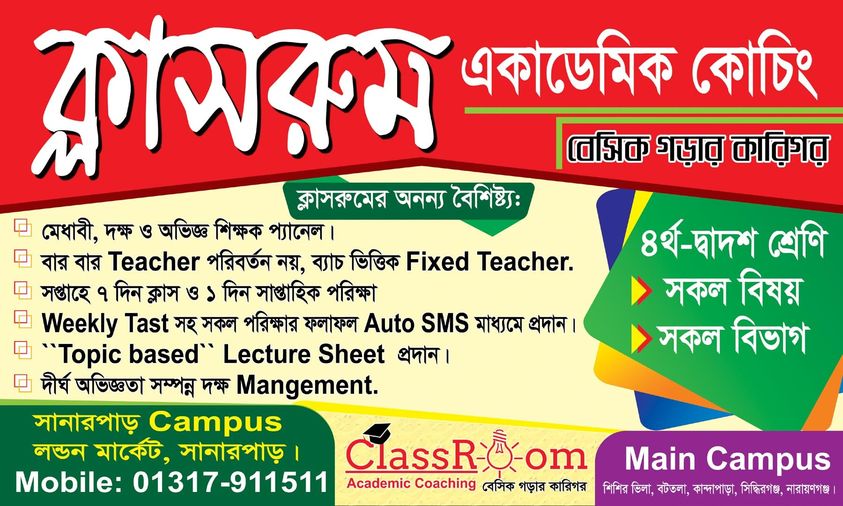 ক্লাসরুম
একাডেমিক কোচিং
বেসিক গড়ার কারিগর
ক্লাসরুমের অনন্য বৈশিষ্ট্য:
মেধাবী, দক্ষ ও অভিজ্ঞ শিক্ষক প্যানেল।
বার বার Teacher পরিবর্তন নয়, ব্যাচ ভিত্তিক Fixed Teacher.
সপ্তাহে ৭ দিন ক্লাস ও ১ দিন সাপ্তাহিক পরিক্ষা
Weekly Tast সহ সকল পরিক্ষার ফলাফল Auto SMS মাধ্যমে প্রদান।
``Topic based`` Lecture Sheet প্রদান।
দীর্ঘ অভিজ্ঞতা সম্পন্ন দক্ষ Mangement.
৪র্থ-দ্বাদশ শ্রেণি
সকল বিষয়
সকল বিভাগ
সানারপাড় Campus
লন্ডন মার্কেট, সানারপাড়।
Mobile: 01317-911511
ClassRoom
Academic Coaching বেসিক গড়ার কারিগর
Main Campus
শিশির ভিলা, বটতলা, কান্দাপাড়া, সিদ্ধিরগঞ্জ, নারায়ণগঞ্জ।